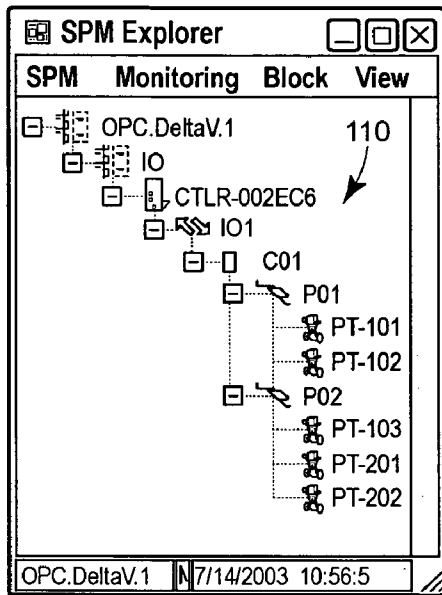 SPM Explorer
SPM Monitoring Block View
OPC.DeltaV.1
110
IO
CTLR-002EC6
IO1
C01
P01
PT-101
PT-102
P02
PT-103
PT-201
PT-202
OPC.DeltaV.1 N 7/14/2003 10:56:5